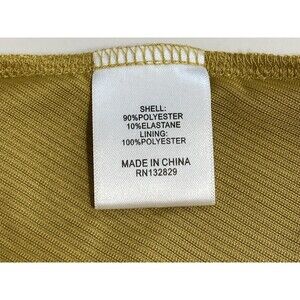 SHELL:
90%POLYESTER
10%ELASTANE
LINING:
100%POLYESTER
MADE IN CHINA
RN132829